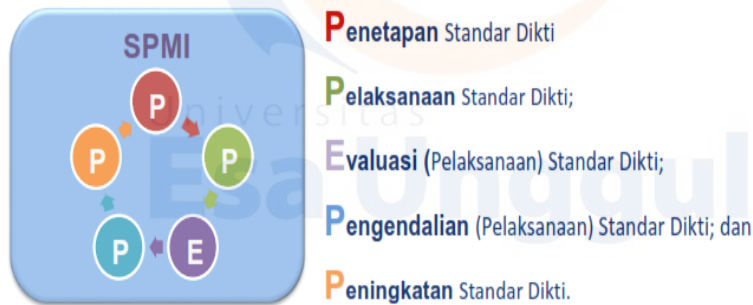 SPMI
P
P
P
P
E
Penetapan Standar Dikti
Pelaksanaan Standar Dikti;
Evaluasi (Pelaksanaan) Standar Dikti;
Pengendalian (Pelaksanaan) Standar Dikti; dan
Peningkatan Standar Dikti.
Universitas
Esa Unggul